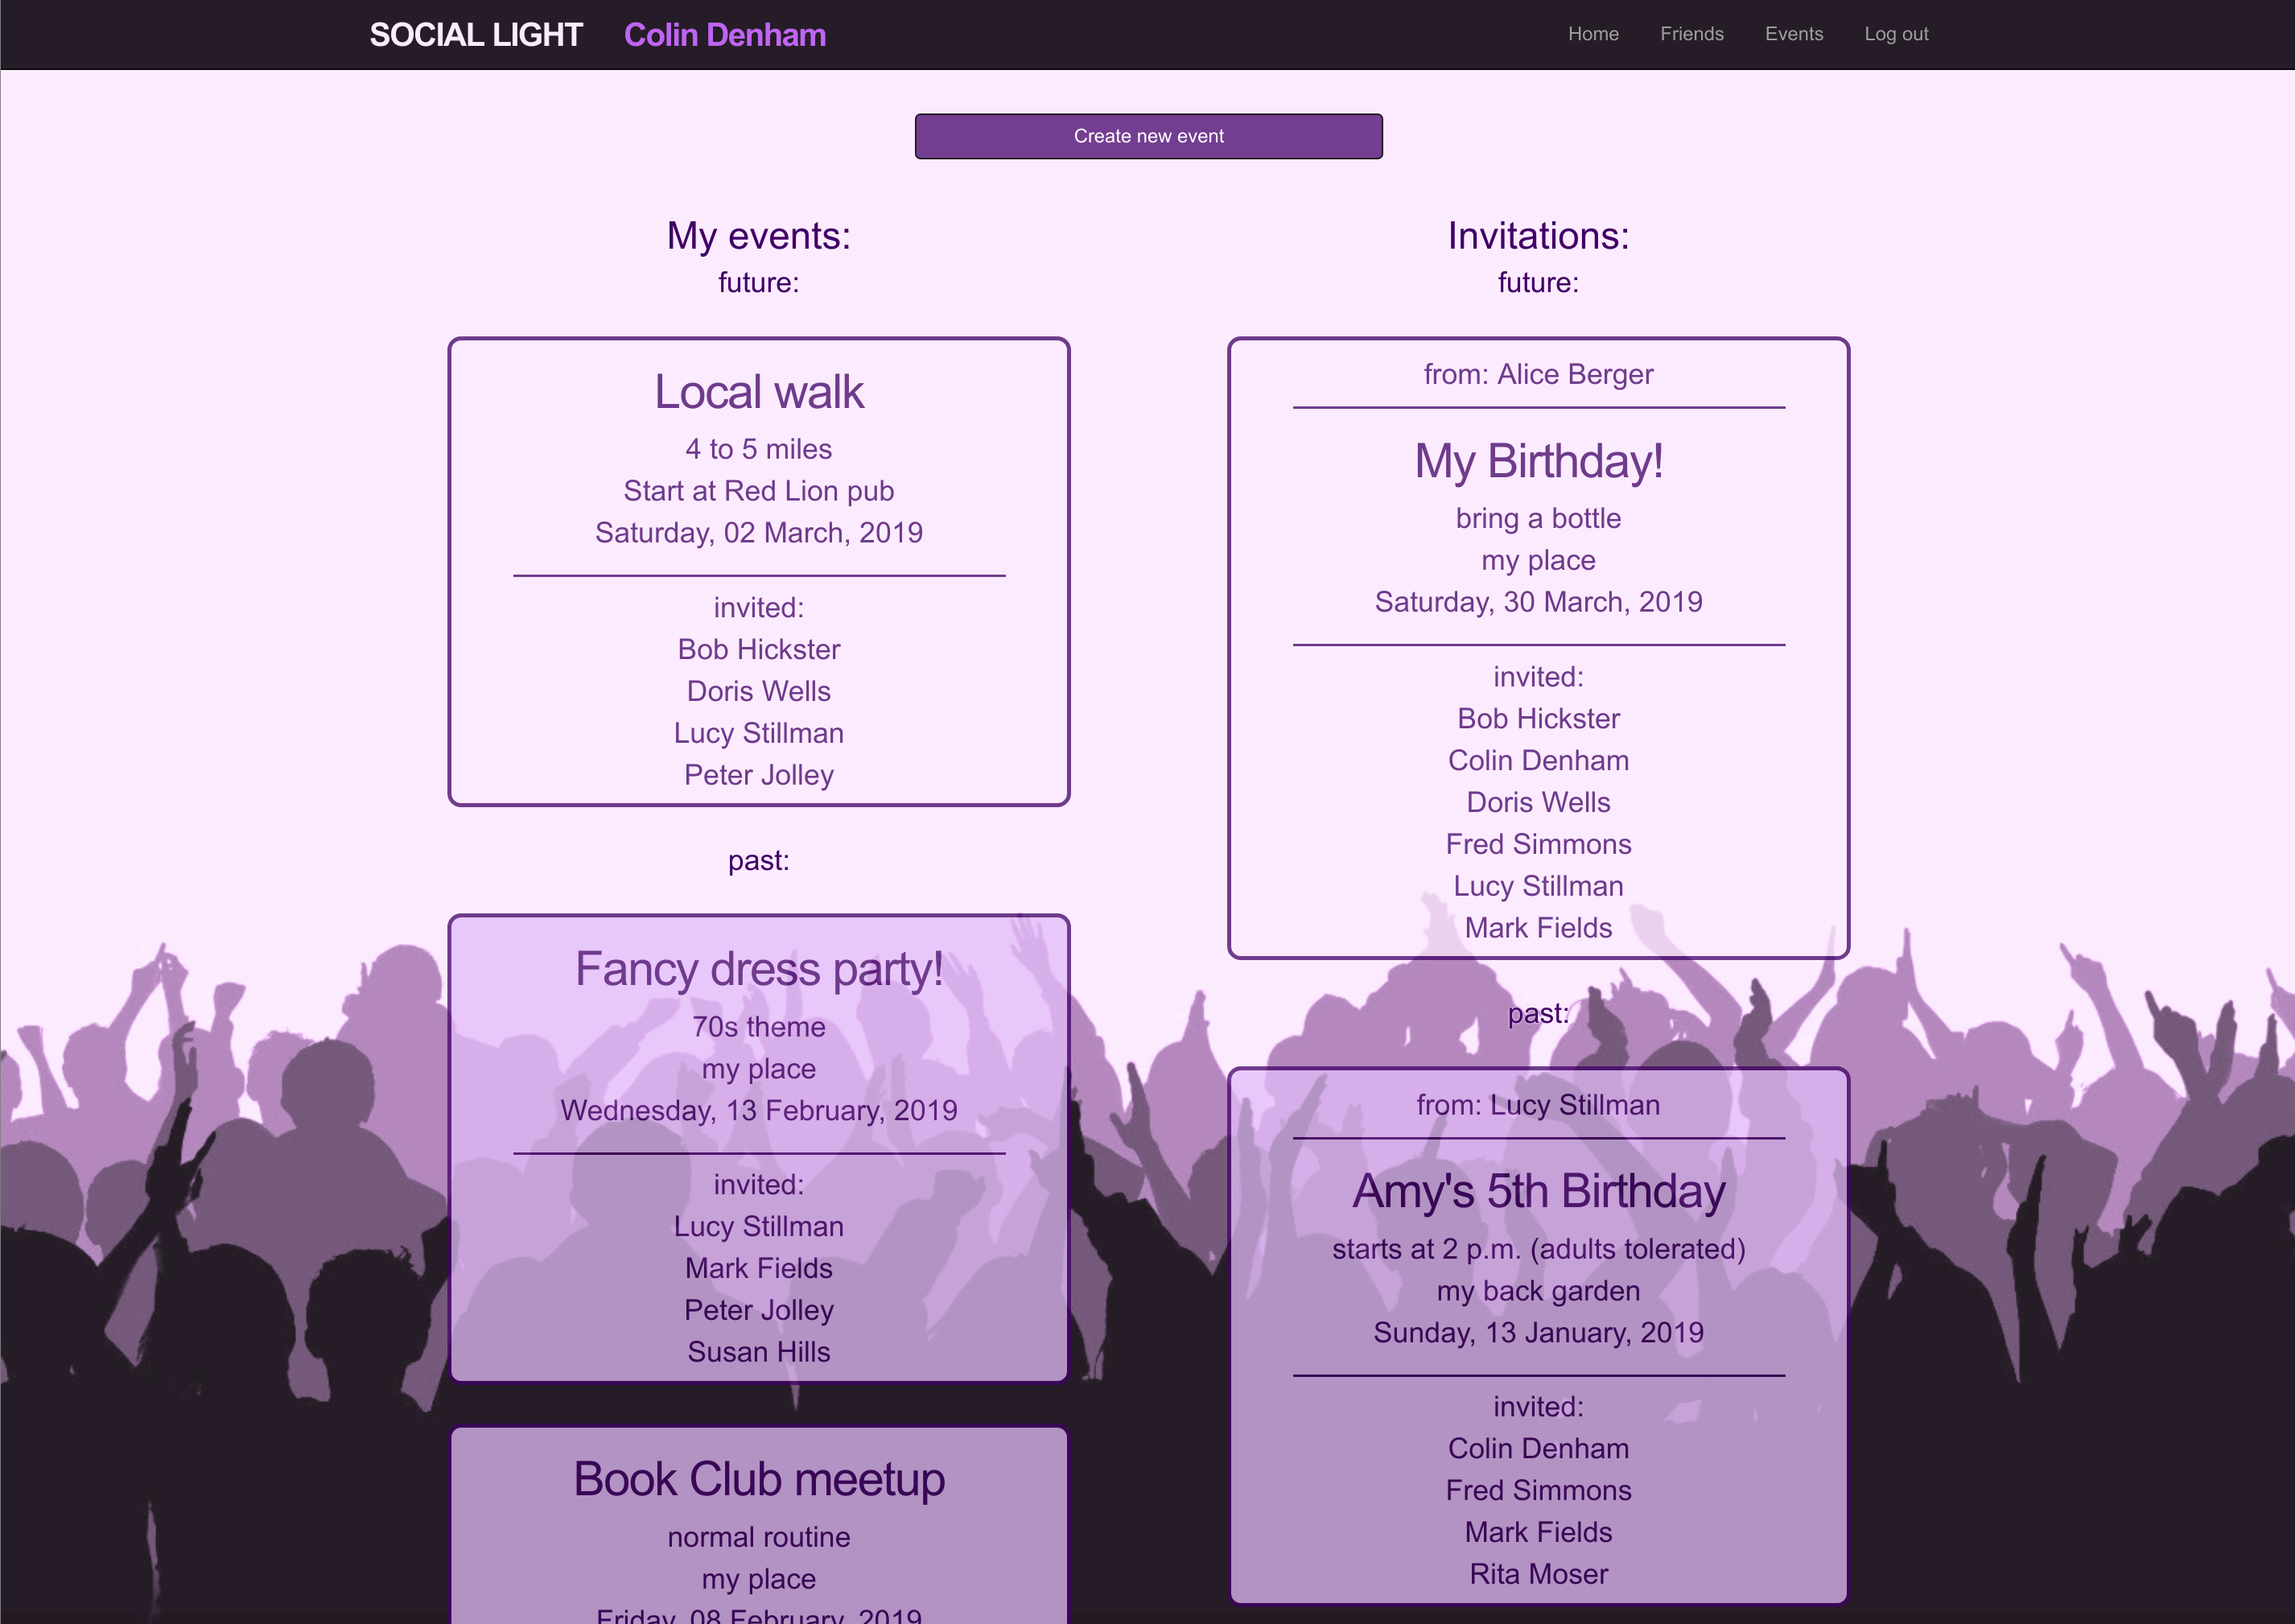 SOCIAL LIGHT Colin Denham Home Friends Events Log out
Create new event
My events:
future:
Local walk
4 to 5 miles
Start at Red Lion pub
Saturday, 02 March, 2019
invited:
Bob Hickster
Doris Wells
Lucy Stillman
Peter Jolley
past:
Fancy dress party!
70s theme
my place
Wednesday, 13 February, 2019
invited:
Lucy Stillman
Mark Fields
Peter Jolley
Susan Hills
Book Club meetup
normal routine
my place
Friday, 08 February, 2019
Invitations:
future:
from: Alice Berger
My Birthday!
bring a bottle
my place
Saturday, 30 March, 2019
invited:
Bob Hickster
Colin Denham
Doris Wells
Fred Simmons
Lucy Stillman
Mark Fields
past:
from: Lucy Stillman
Amy's 5th Birthday
starts at 2 p.m. (adults tolerated)
my back garden
Sunday, 13 January, 2019
invited:
Colin Denham
Fred Simmons
Mark Fields
Rita Moser